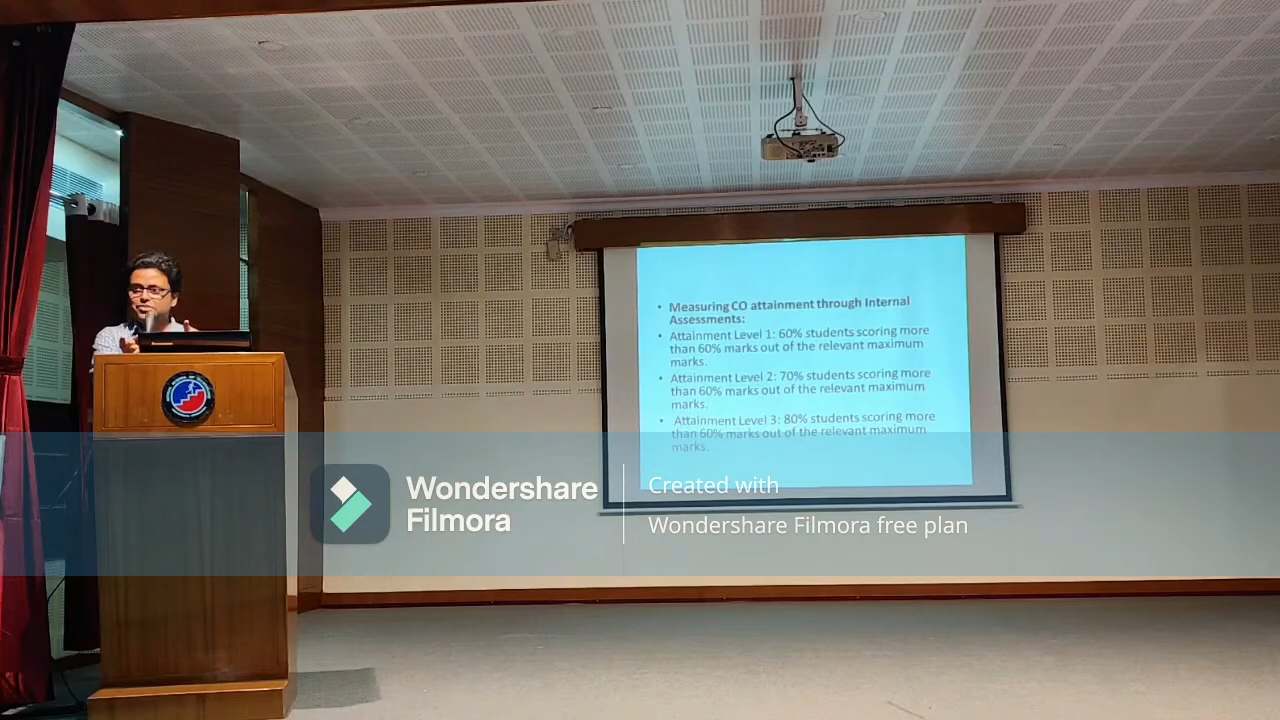 • Measuring CO attainment through Internal
Assessments:
• Attainment Level 1: 60% students scoring more
than 60% marks out of the relevant maximum
marks.
• Attainment Level 2: 70% students scoring more
than 60% marks out of the relevant maximum
marks.
• Attainment Level 3: 80% students scoring more
than 60% marks out of the relevant maximum
marks.
Wondershare
Filmora
Created with
Wondershare Filmora free plan